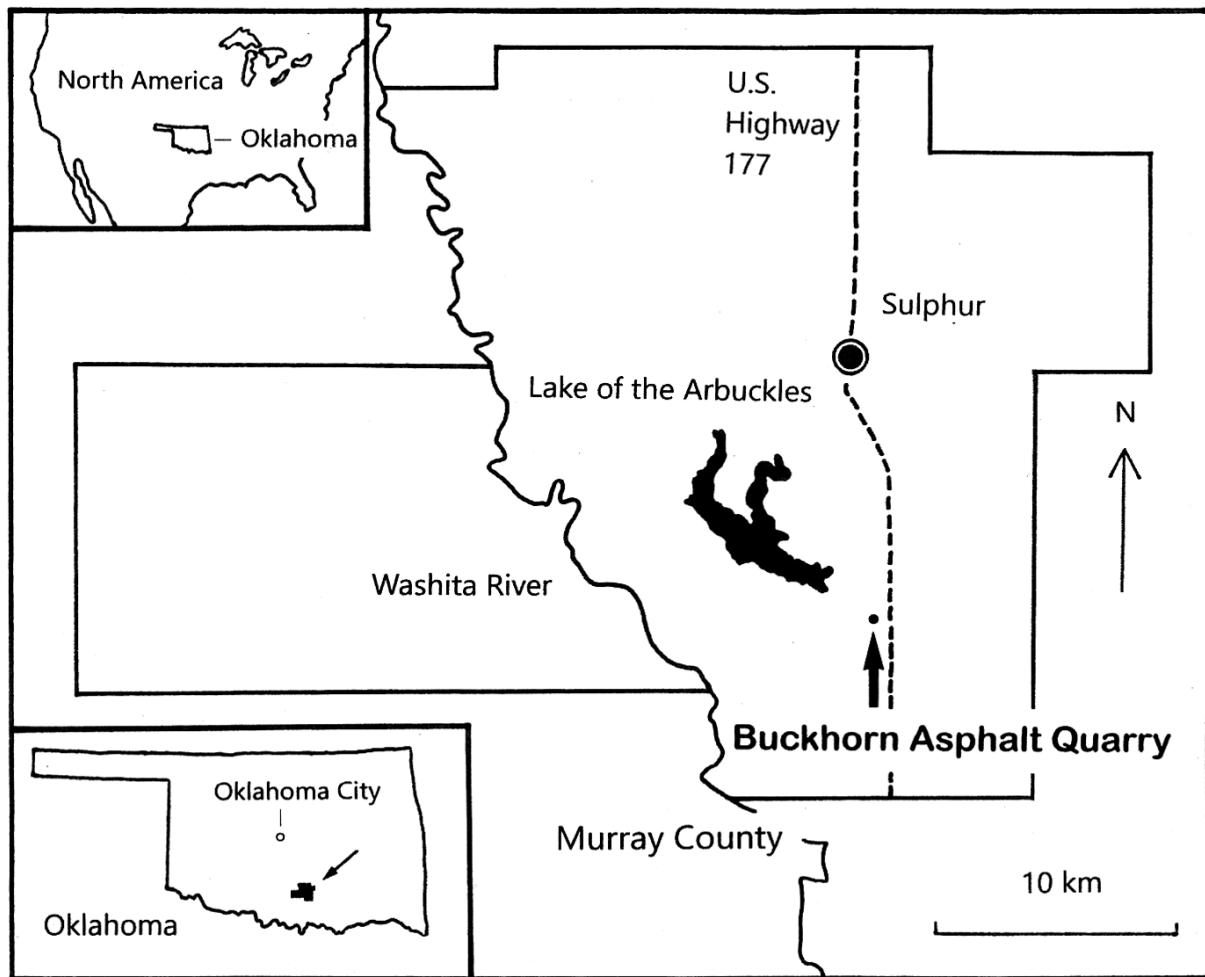 North America
Oklahoma
U.S.
Highway
177
Sulphur
Lake of the Arbuckles
N
Washita River
Buckhorn Asphalt Quarry
Oklahoma City
Murray County
10 km
Oklahoma